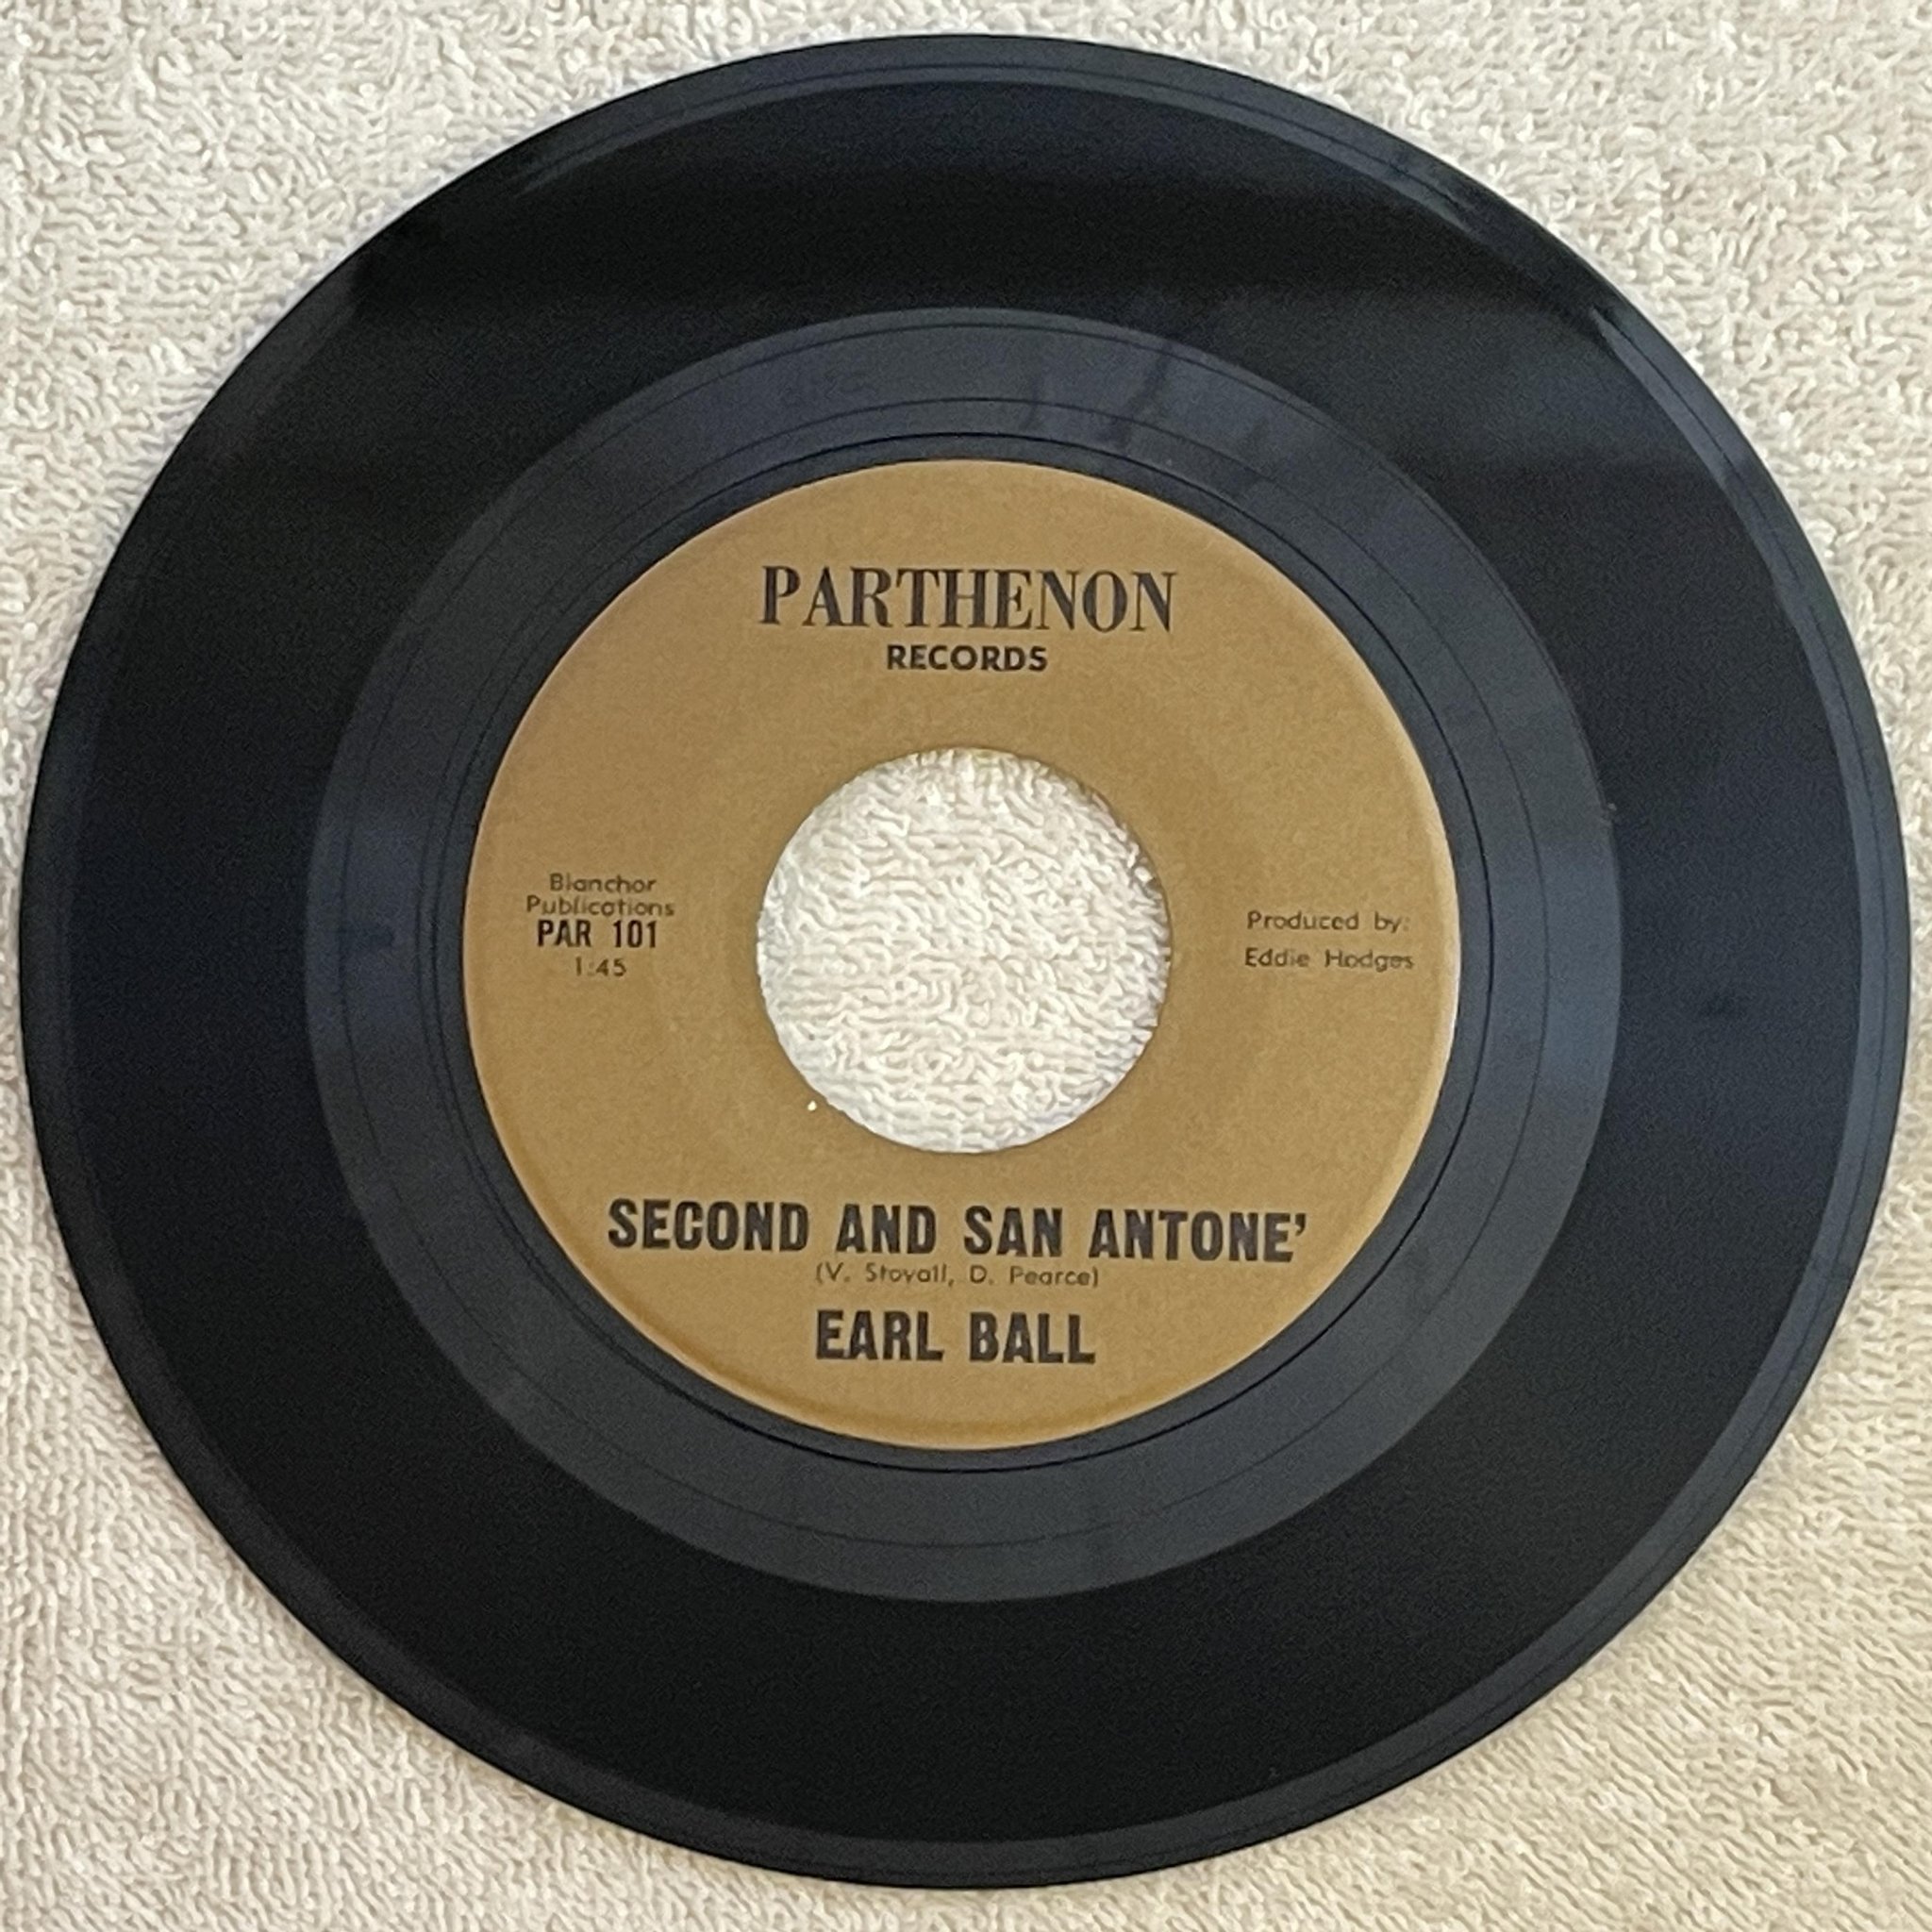 PARTHENON
RECORDS
Blanchor
Publications
PAR 101
1:45
Produced by:
Eddie Hodges
SECOND AND SAN ANTONE'
(V. Stovall, D. Pearce)
EARL BALL